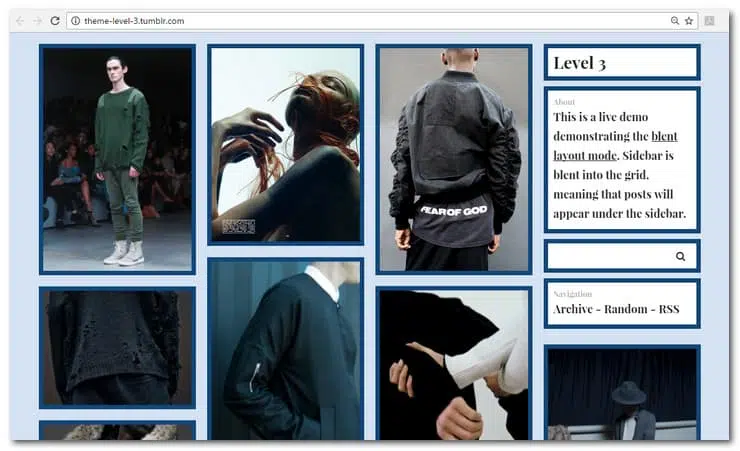 theme-level-3.tumblr.com
FEAR OF GOD
Level 3
About
This is a live demo
demonstrating the blent
layout mode. Sidebar is
blent into the grid,
meaning that posts will
appear under the sidebar.
Navigation
Archive - Random - RSS